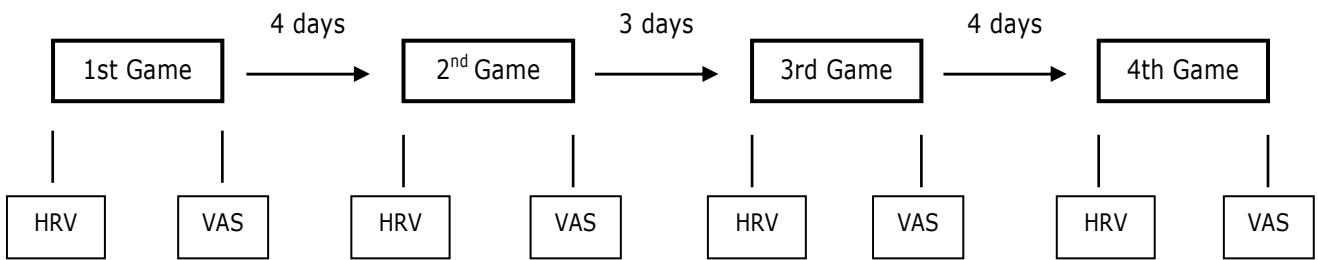 4 days 3 days 4 days
1st Game 2nd Game 3rd Game 4th Game
HRV VAS HRV VAS HRV VAS HRV VAS